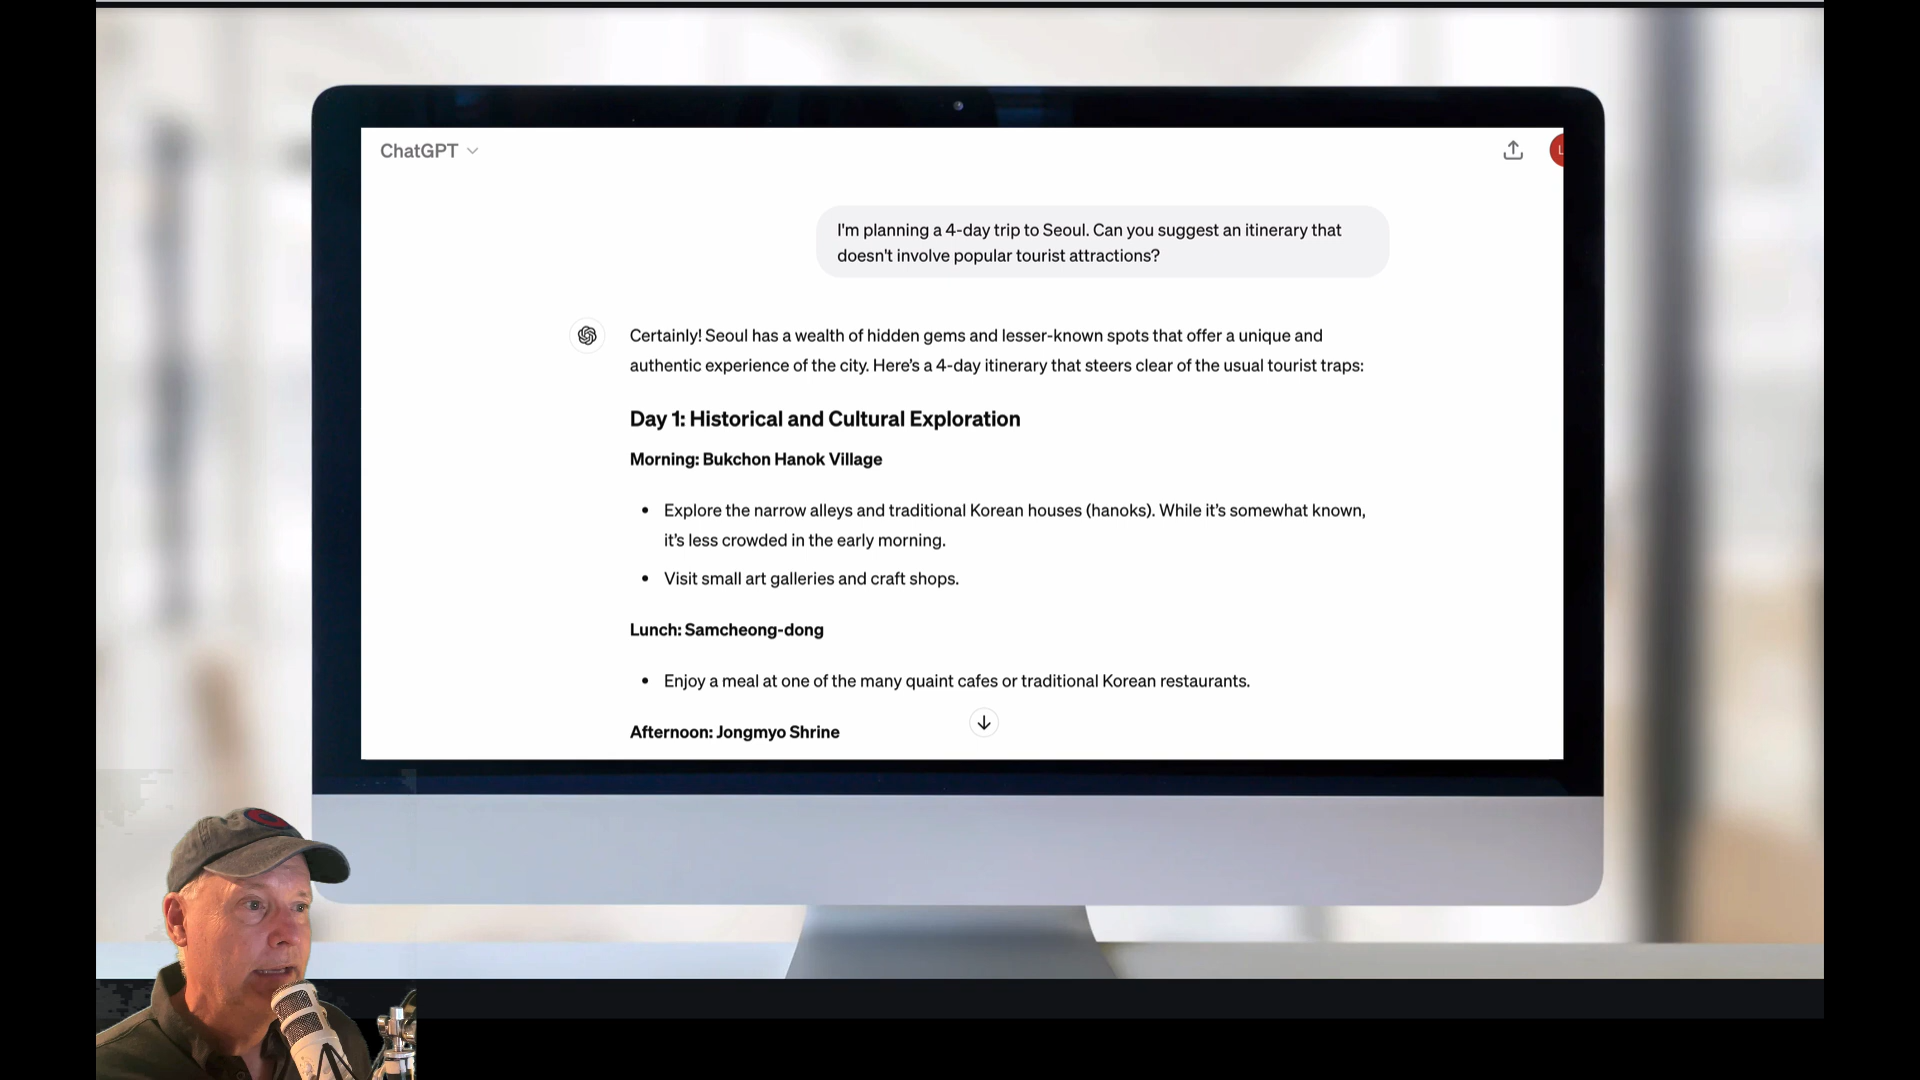 ChatGPT
L
I'm planning a 4-day trip to Seoul. Can you suggest an itinerary that
doesn't involve popular tourist attractions?
Certainly! Seoul has a wealth of hidden gems and lesser-known spots that offer a unique and
authentic experience of the city. Here’s a 4-day itinerary that steers clear of the usual tourist traps:
Day 1: Historical and Cultural Exploration
Morning: Bukchon Hanok Village
• Explore the narrow alleys and traditional Korean houses (hanoks). While it’s somewhat known,
it’s less crowded in the early morning.
• Visit small art galleries and craft shops.
Lunch: Samcheong-dong
• Enjoy a meal at one of the many quaint cafes or traditional Korean restaurants.
Afternoon: Jongmyo Shrine